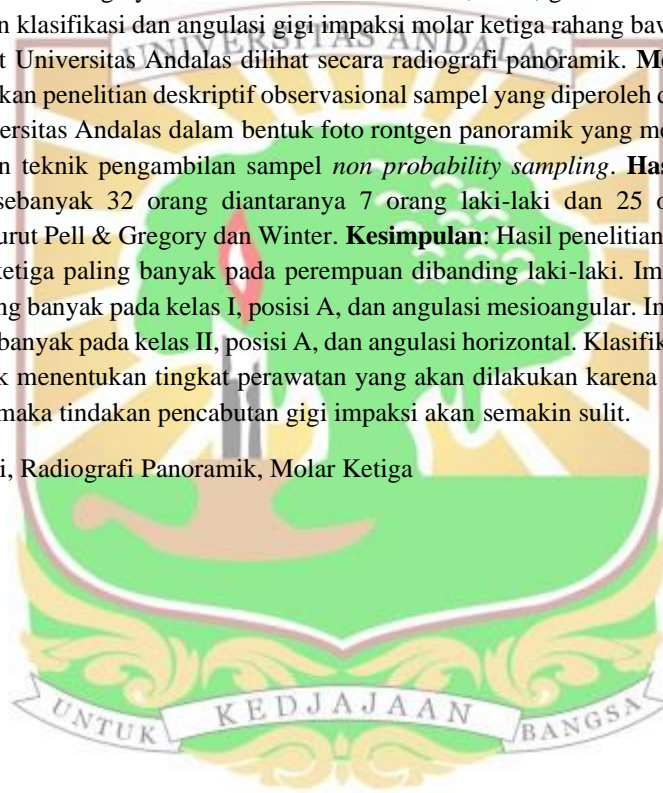 n klasifikasi dan angulasi gigi impaksi molar ketiga rahang baw
t Universitas Andalas dilihat secara radiografi panoramik. M
UNIVERSITAS ANDALAS
kan penelitian deskriptif observasional sampel yang diperoleh d
ersitas Andalas dalam bentuk foto rontgen panoramik yang me
n teknik pengambilan sampel non probability sampling. Has
sebanyak 32 orang diantaranya 7 orang laki-laki dan 25 o
urut Pell & Gregory dan Winter. Kesimpulan: Hasil penelitian
ketiga paling banyak pada perempuan dibanding laki-laki. Im
ng banyak pada kelas I, posisi A, dan angulasi mesioangular. In
banyak pada kelas II, posisi A, dan angulasi horizontal. Klasifik
k menentukan tingkat perawatan yang akan dilakukan karena
maka tindakan pencabutan gigi impaksi akan semakin sulit.
i, Radiografi Panoramik, Molar Ketiga
UNTUK KEDJAJAAN BANGSA